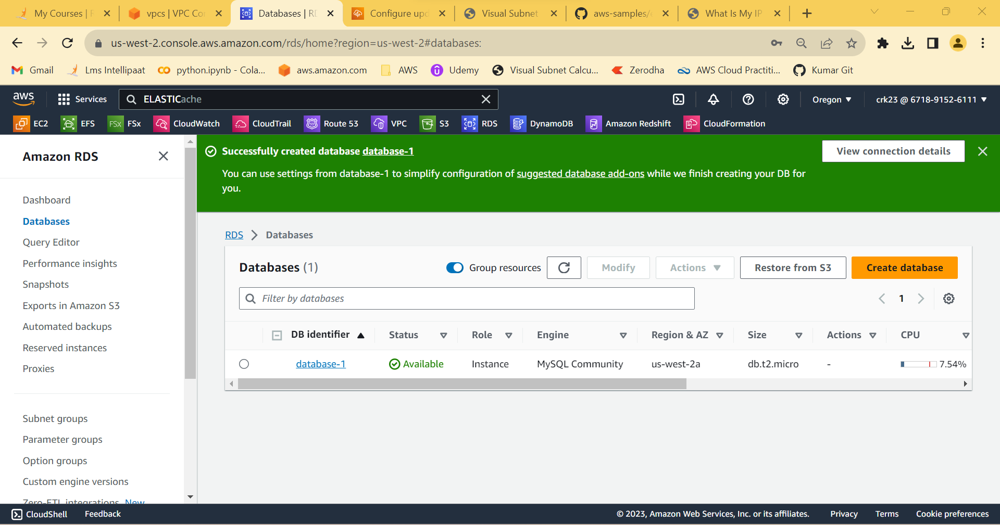 My Courses |
vpcs | VPC Co
Databases | RD
Configure upd
Visual Subnet
aws-samples/
What Is My IP
us-west-2.console.aws.amazon.com/rds/home?region=us-west-2#databases:
Gmail
Lms Intellipaat
python.ipynb - Cola...
aws.amazon.com
AWS
Udemy
Visual Subnet Calcu...
Zerodha
AWS Cloud Practiti...
Kumar Git
aws
Services
ELASTICache
Oregon
crk23 @ 6718-9152-6111
EC2
EFS
FSx
FSx
CloudWatch
CloudTrail
53
Route 53
VPC
S3
RDS
DynamoDB
Amazon Redshift
CloudFormation
Amazon RDS
Dashboard
Databases
Query Editor
Performance insights
Snapshots
Exports in Amazon S3
Automated backups
Reserved instances
Proxies
Subnet groups
Parameter groups
Option groups
Custom engine versions
Zero-ETL integrations New
Successfully created database database-1
View connection details
You can use settings from database-1 to simplify configuration of suggested database add-ons while we finish creating your DB for
you.
RDS
Databases
Databases (1)
Group resources
Modify
Actions
Restore from S3
Create database
Filter by databases
1
DB identifier
Status
Role
Engine
Region & AZ
Size
Actions
CPU
database-1
Available
Instance
MySQL Community
us-west-2a
db.t2.micro
-
7.54%
CloudShell
Feedback
© 2023, Amazon Web Services, Inc. or its affiliates.
Privacy
Terms
Cookie preferences